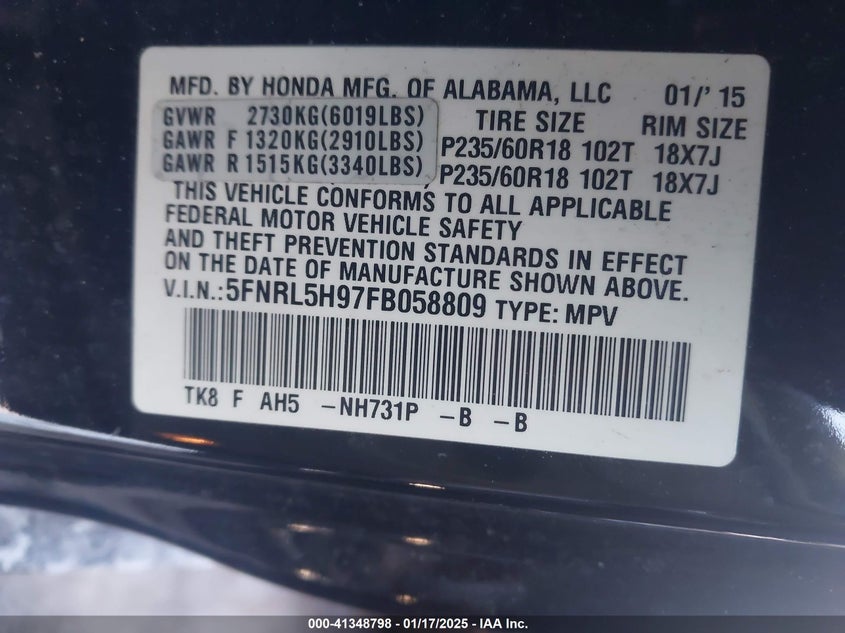 MFD. BY HONDA MFG. OF ALABAMA, LLC 01/'15
GVWR 2730KG(6019LBS) TIRE SIZE RIM SIZE
GAWR F 1320KG(2910LBS) P235/60R18 102T 18X7J
GAWR R 1515KG(3340LBS) P235/60R18 102T 18X7J
THIS VEHICLE CONFORMS TO ALL APPLICABLE
FEDERAL MOTOR VEHICLE SAFETY
AND THEFT PREVENTION STANDARDS IN EFFECT
ON THE DATE OF MANUFACTURE SHOWN ABOVE.
V.I.N.:5FNRL5H97FB058809 TYPE: MPV
TK8 F AH5 -NH731P -B -B
000-41348798 - 01/17/2025 - IAA Inc.